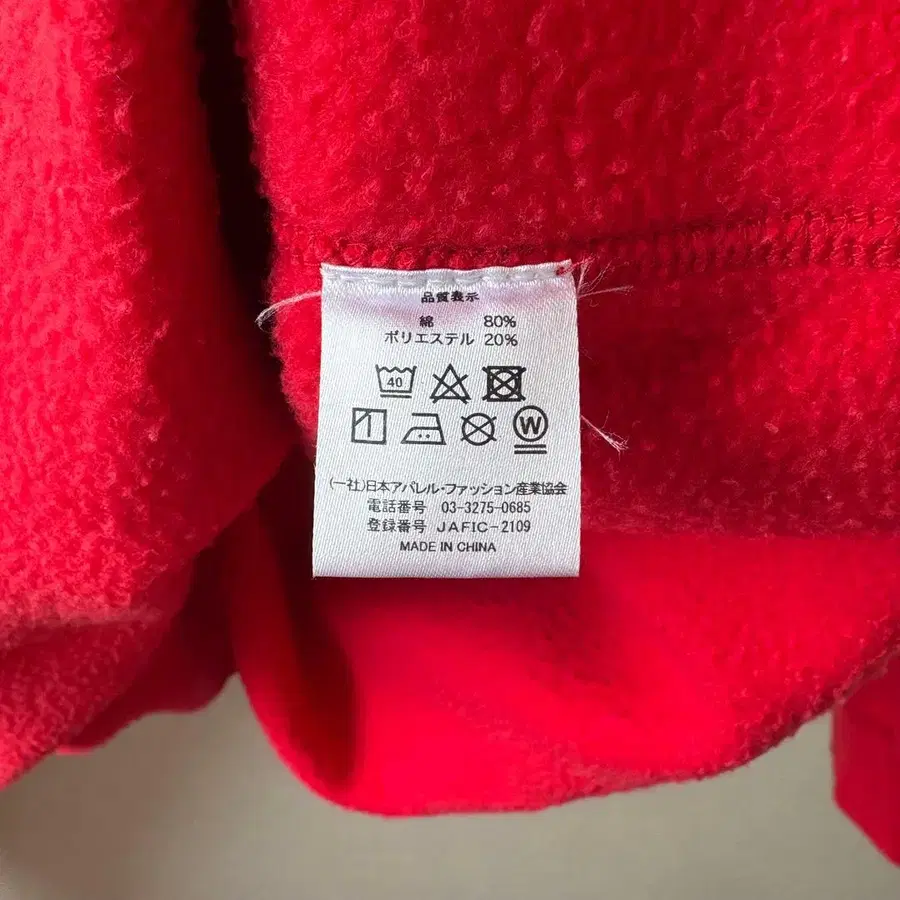 品質表示
綿 80%
ポリエステル 20%
40
W
(一社)日本アパレル・ファッション産業協会
電話番号 03-3275-0685
登録番号 JAFIC-2109
MADE IN CHINA